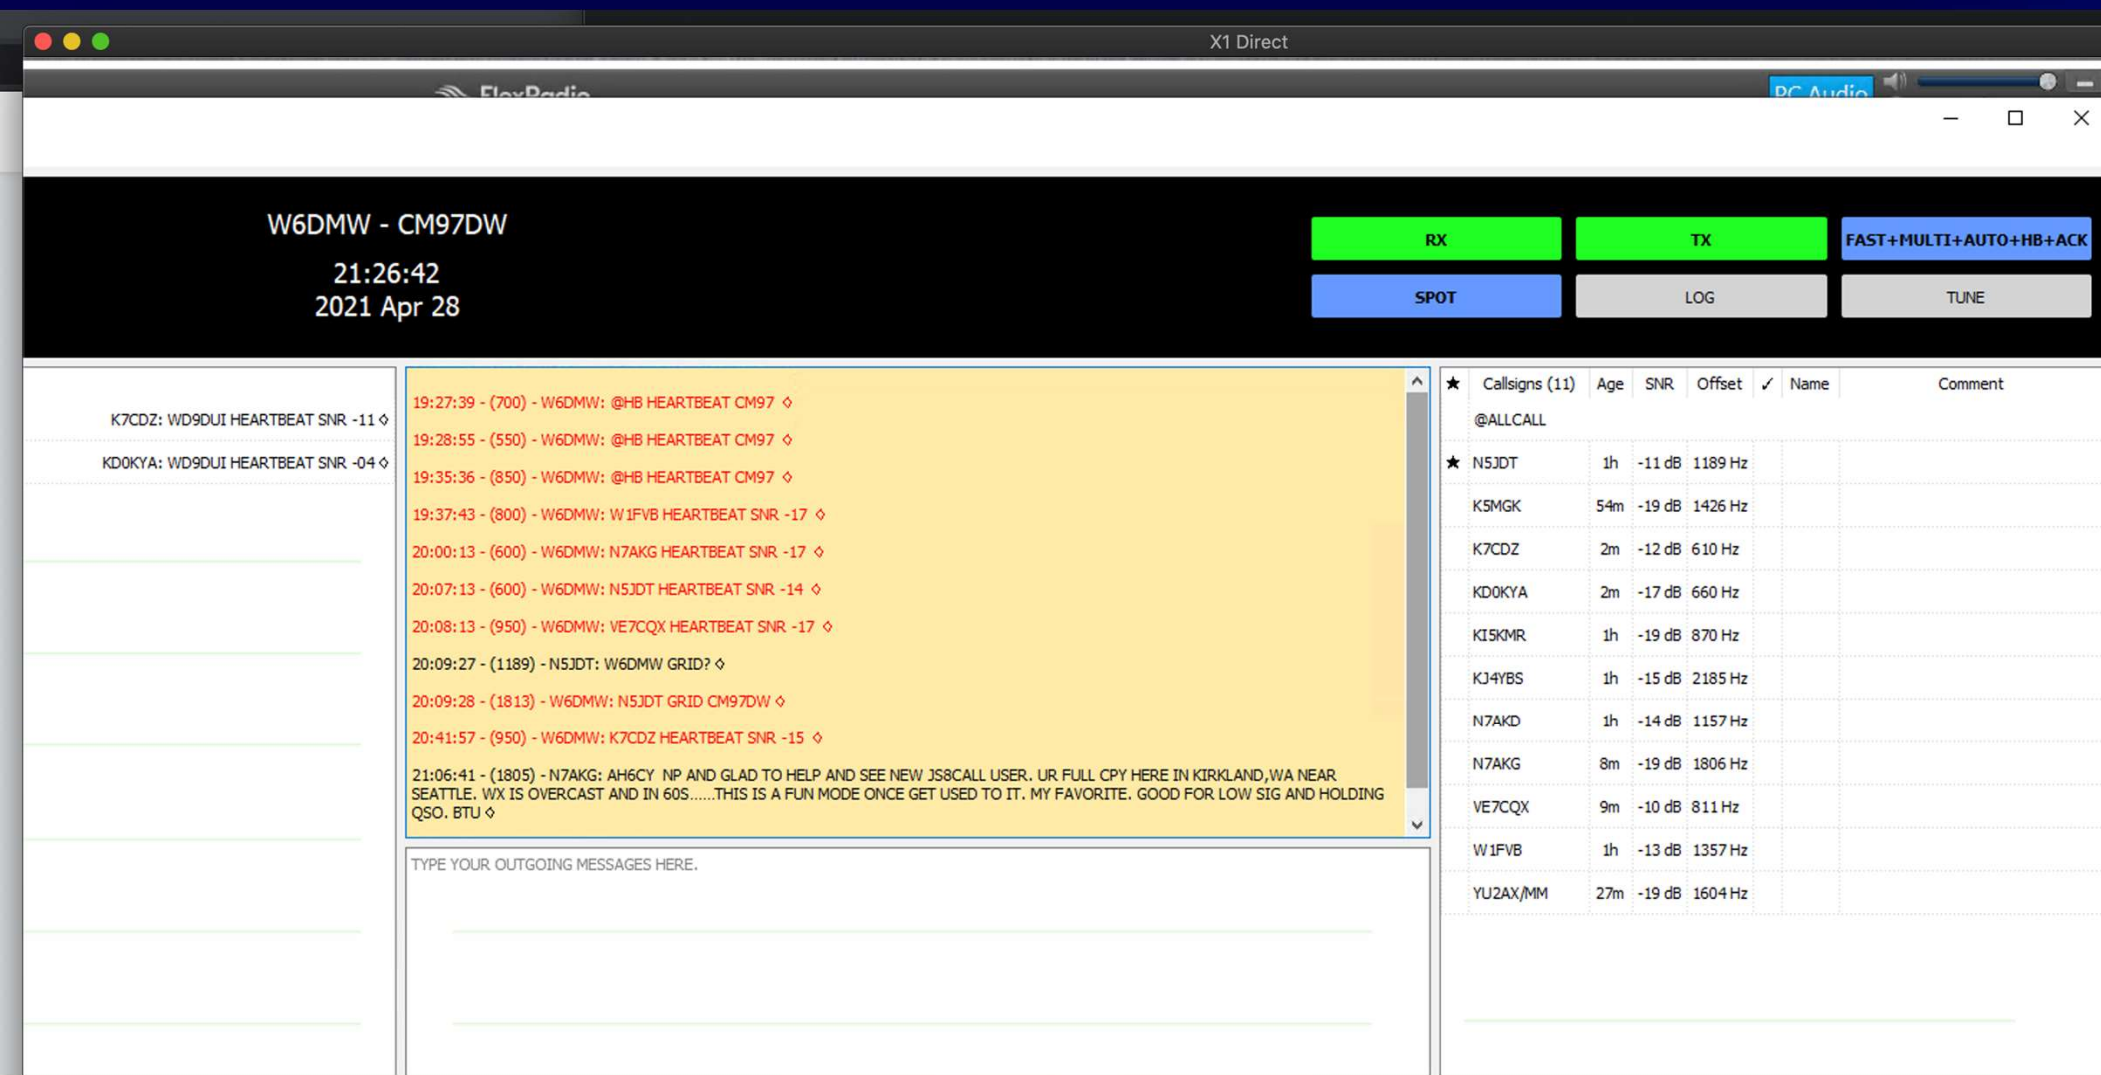 X1 Direct
FlexRadio
PC Audio
W6DMW - CM97DW
21:26:42
2021 Apr 28
RX
TX
FAST+MULTI+AUTO+HB+ACK
SPOT
LOG
TUNE
K7CDZ: WD9DUI HEARTBEAT SNR -11 ♢
KD0KYA: WD9DUI HEARTBEAT SNR -04 ♢
19:27:39 - (700) - W6DMW: @HB HEARTBEAT CM97 ♢
19:28:55 - (550) - W6DMW: @HB HEARTBEAT CM97 ♢
19:35:36 - (850) - W6DMW: @HB HEARTBEAT CM97 ♢
19:37:43 - (800) - W6DMW: W1FVB HEARTBEAT SNR -17 ♢
20:00:13 - (600) - W6DMW: N7AKG HEARTBEAT SNR -17 ♢
20:07:13 - (600) - W6DMW: N5JDT HEARTBEAT SNR -14 ♢
20:08:13 - (950) - W6DMW: VE7CQX HEARTBEAT SNR -17 ♢
20:09:27 - (1189) - N5JDT: W6DMW GRID? ♢
20:09:28 - (1813) - W6DMW: N5JDT GRID CM97DW ♢
20:41:57 - (950) - W6DMW: K7CDZ HEARTBEAT SNR -15 ♢
21:06:41 - (1805) - N7AKG: AH6CY NP AND GLAD TO HELP AND SEE NEW JS8CALL USER. UR FULL CPY HERE IN KIRKLAND,WA NEAR
SEATTLE. WX IS OVERCAST AND IN 60S......THIS IS A FUN MODE ONCE GET USED TO IT. MY FAVORITE. GOOD FOR LOW SIG AND HOLDING
QSO. BTU ♢
TYPE YOUR OUTGOING MESSAGES HERE.
★ Callsigns (11) Age SNR Offset ✓ Name Comment
@ALLCALL
★ N5JDT 1h -11 dB 1189 Hz
K5MGK 54m -19 dB 1426 Hz
K7CDZ 2m -12 dB 610 Hz
KD0KYA 2m -17 dB 660 Hz
KI5KMR 1h -19 dB 870 Hz
KJ4YBS 1h -15 dB 2185 Hz
N7AKD 1h -14 dB 1157 Hz
N7AKG 8m -19 dB 1806 Hz
VE7CQX 9m -10 dB 811 Hz
W1FVB 1h -13 dB 1357 Hz
YU2AX/MM 27m -19 dB 1604 Hz